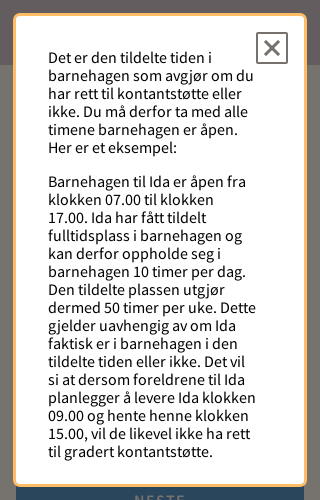 Det er den tildelte tiden i
barnehagen som avgjør om du
har rett til kontantstøtte eller
ikke. Du må derfor ta med alle
timene barnehagen er åpen.
Her er et eksempel:
Barnehagen til Ida er åpen fra
klokken 07.00 til klokken
17.00. Ida har fått tildelt
fulltidsplass i barnehagen og
kan derfor oppholde seg i
barnehagen 10 timer per dag.
Den tildelte plassen utgjør
dermed 50 timer per uke. Dette
gjelder uavhengig av om Ida
faktisk er i barnehagen i den
tildelte tiden eller ikke. Det vil
si at dersom foreldrene til Ida
planlegger å levere Ida klokken
09.00 og hente henne klokken
15.00, vil de likevel ikke ha rett
til gradert kontantstøtte.
NESTE